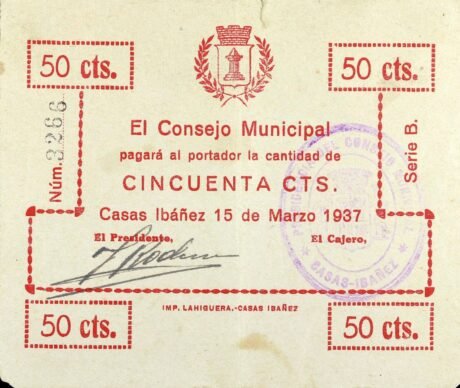 50 cts.
50 cts.
Núm. 3266
Serie B.
El Consejo Municipal
pagará al portador la cantidad de
CINCUENTA CTS.
Casas Ibáñez 15 de Marzo 1937
El Presidente,
El Cajero,
DEL CONSEJO
CASAS-IBAÑEZ
IMP. LAHIGUERA.-CASAS IBAÑEZ
50 cts.
50 cts.